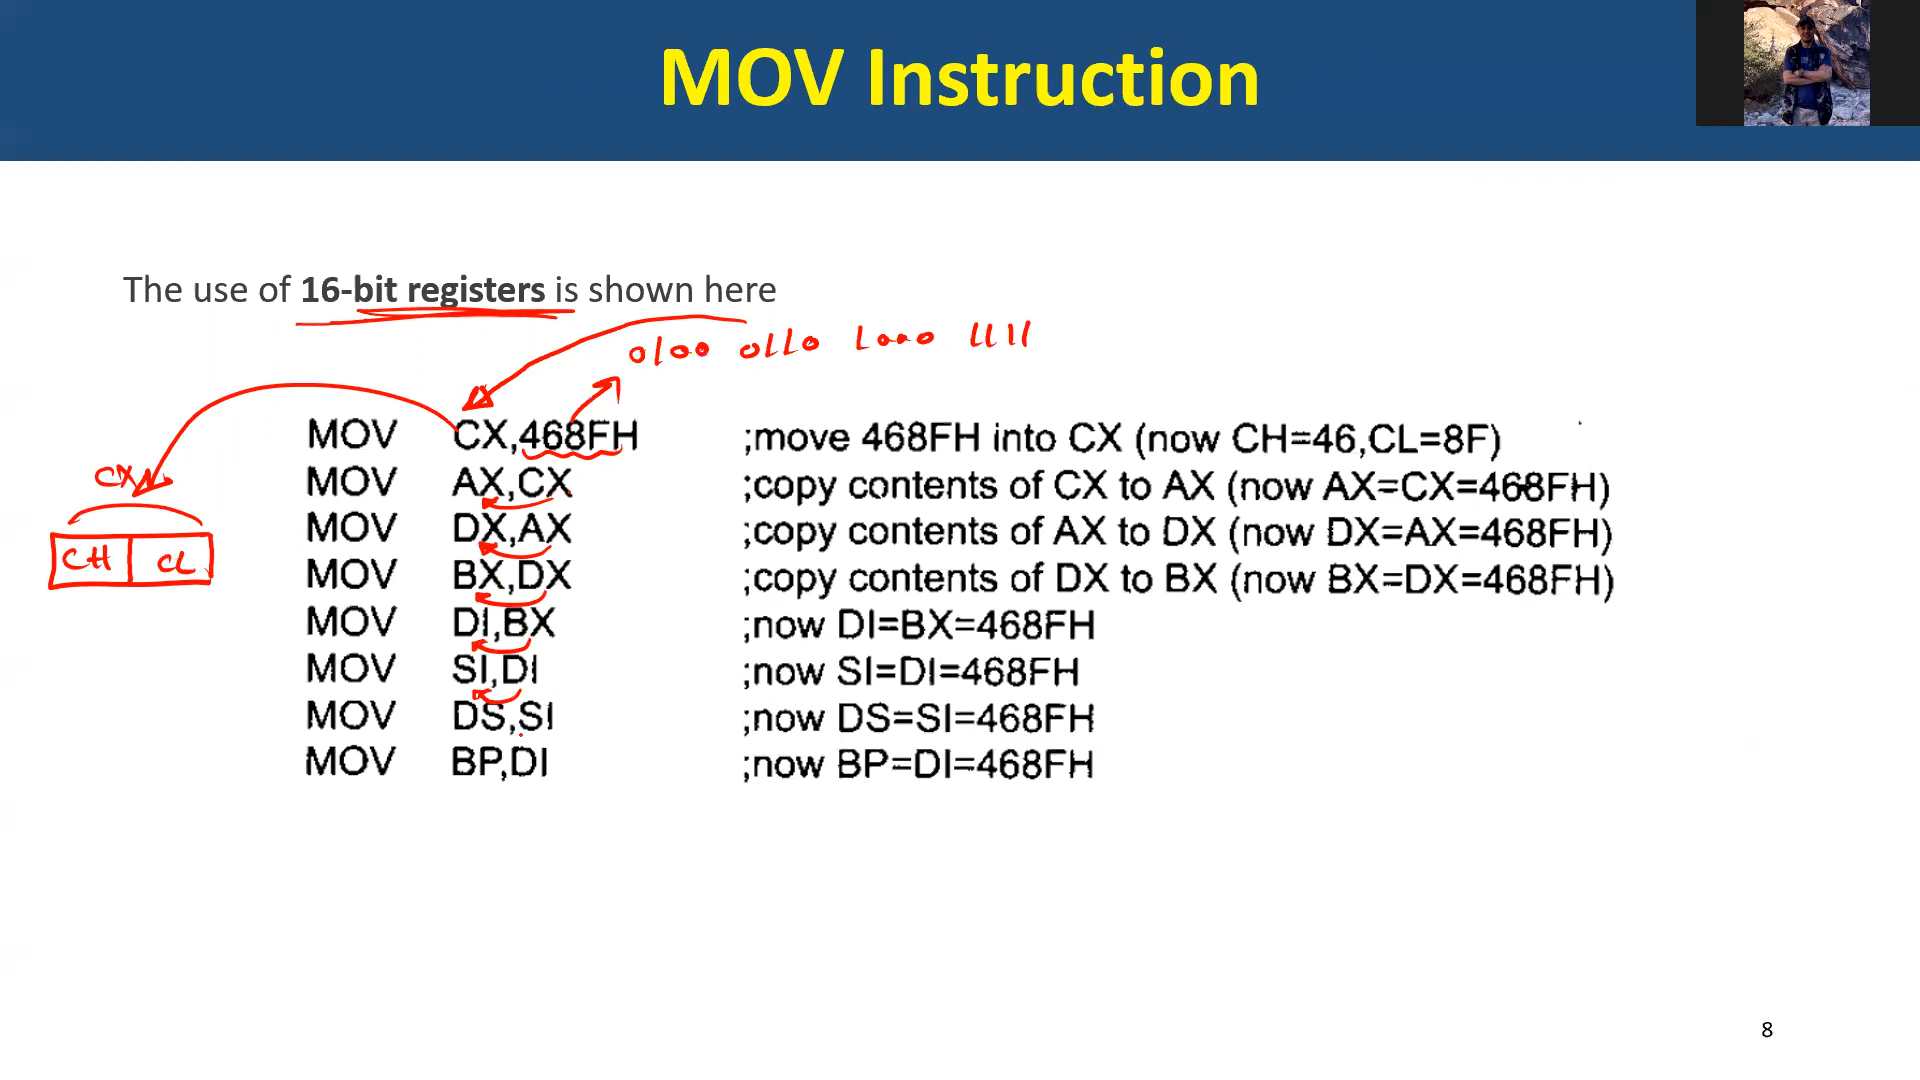 MOV Instruction
The use of 16-bit registers is shown here
0100 0110 1000 1111
MOV CX,468FH ;move 468FH into CX (now CH=46,CL=8F)
MOV AX,CX ;copy contents of CX to AX (now AX=CX=468FH)
CX
MOV DX,AX ;copy contents of AX to DX (now DX=AX=468FH)
CH CL
MOV BX,DX ;copy contents of DX to BX (now BX=DX=468FH)
MOV DI,BX ;now DI=BX=468FH
MOV SI,DI ;now SI=DI=468FH
MOV DS,SI ;now DS=SI=468FH
MOV BP,DI ;now BP=DI=468FH
8